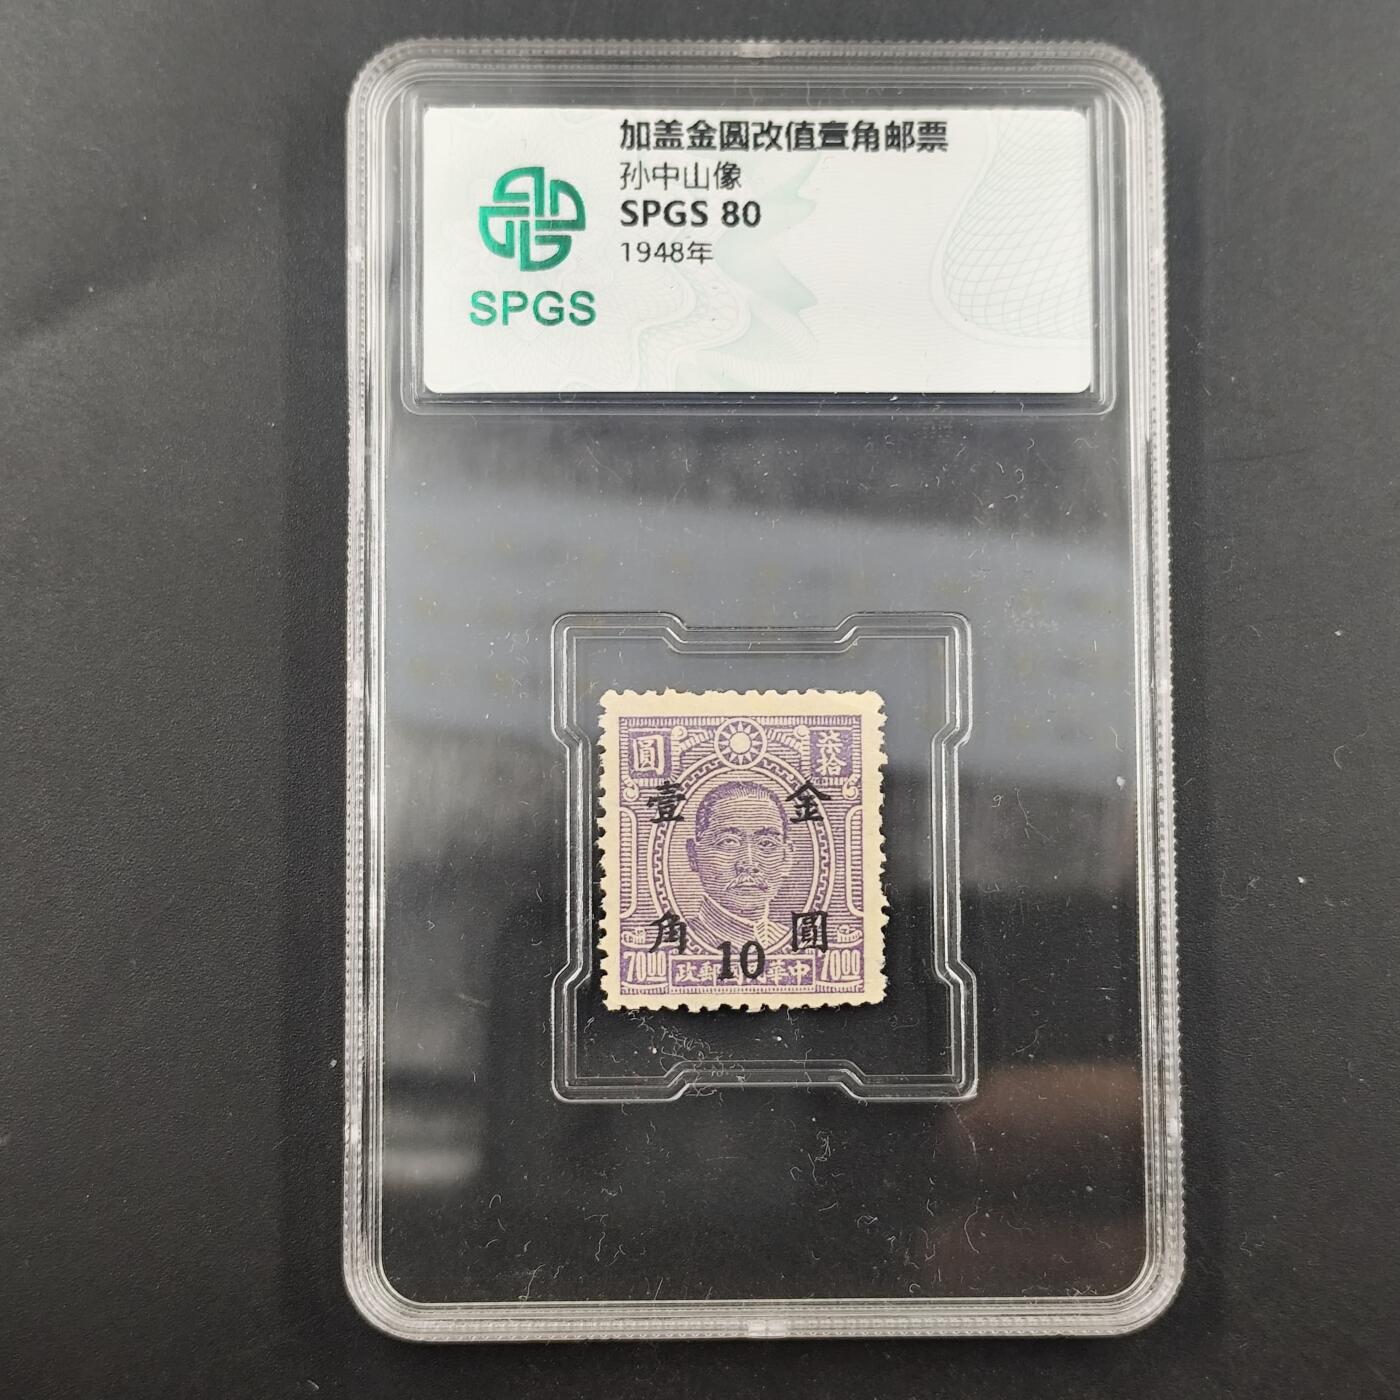 加盖金圆改值壹角邮票
孙中山像
SPGS 80
1948年
SPGS
圓 柒拾
壹 金
角 圓
10
70.00 政郵 華中 70.00